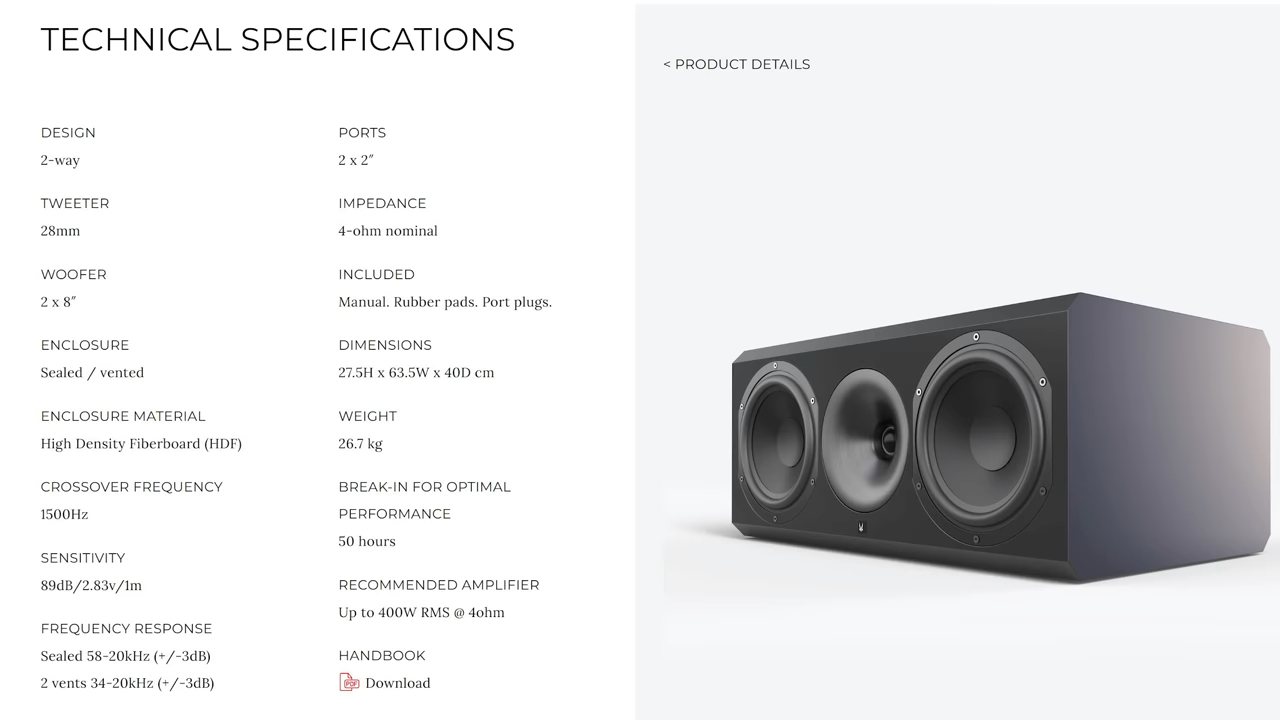 TECHNICAL SPECIFICATIONS
< PRODUCT DETAILS
DESIGN
2-way
TWEETER
28mm
WOOFER
2 x 8″
ENCLOSURE
Sealed / vented
ENCLOSURE MATERIAL
High Density Fiberboard (HDF)
CROSSOVER FREQUENCY
1500Hz
SENSITIVITY
89dB/2.83v/1m
FREQUENCY RESPONSE
Sealed 58-20kHz (+/-3dB)
2 vents 34-20kHz (+/-3dB)
PORTS
2 x 2″
IMPEDANCE
4-ohm nominal
INCLUDED
Manual. Rubber pads. Port plugs.
DIMENSIONS
27.5H x 63.5W x 40D cm
WEIGHT
26.7 kg
BREAK-IN FOR OPTIMAL
PERFORMANCE
50 hours
RECOMMENDED AMPLIFIER
Up to 400W RMS @ 4ohm
HANDBOOK
PDF Download